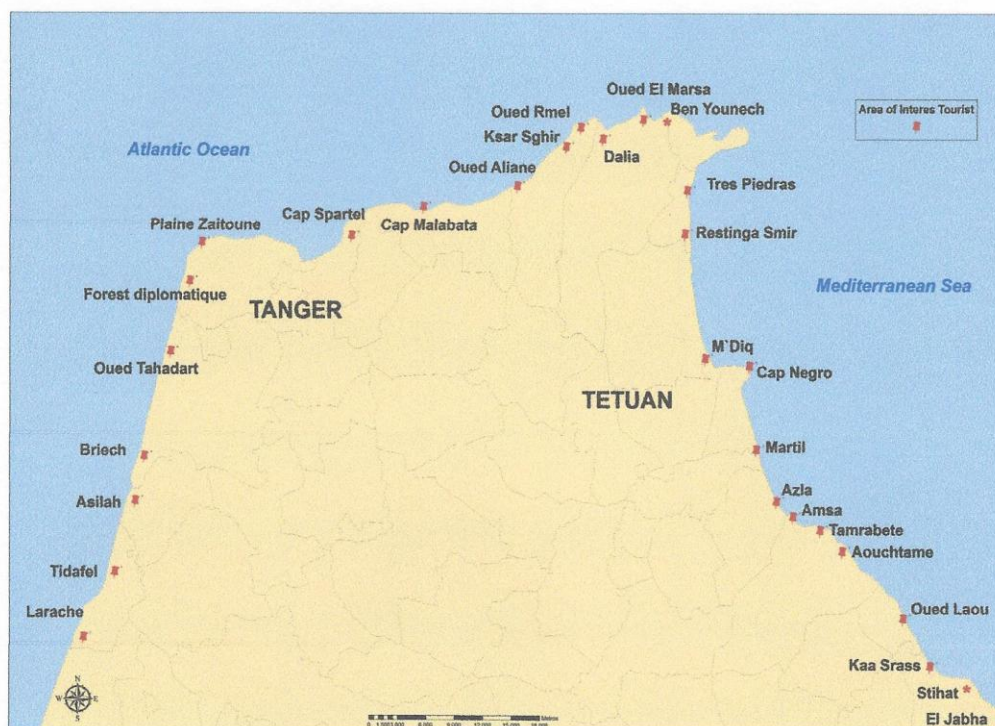 Oued El Marsa
Oued Rmel
Ben Younech
Area of Interes Tourist
Ksar Sghir
Atlantic Ocean
Dalia
Oued Aliane
Tres Piedras
Cap Spartel
Plaine Zaitoune
Cap Malabata
Restinga Smir
Mediterranean Sea
Forest diplomatique
TANGER
M`Diq
Oued Tahadart
Cap Negro
TETUAN
Briech
Martil
Asilah
Azla
Amsa
Tamrabete
Aouchtame
Tidafel
Larache
Oued Laou
Kaa Srass
N
W E
S
Stihat
El Jabha